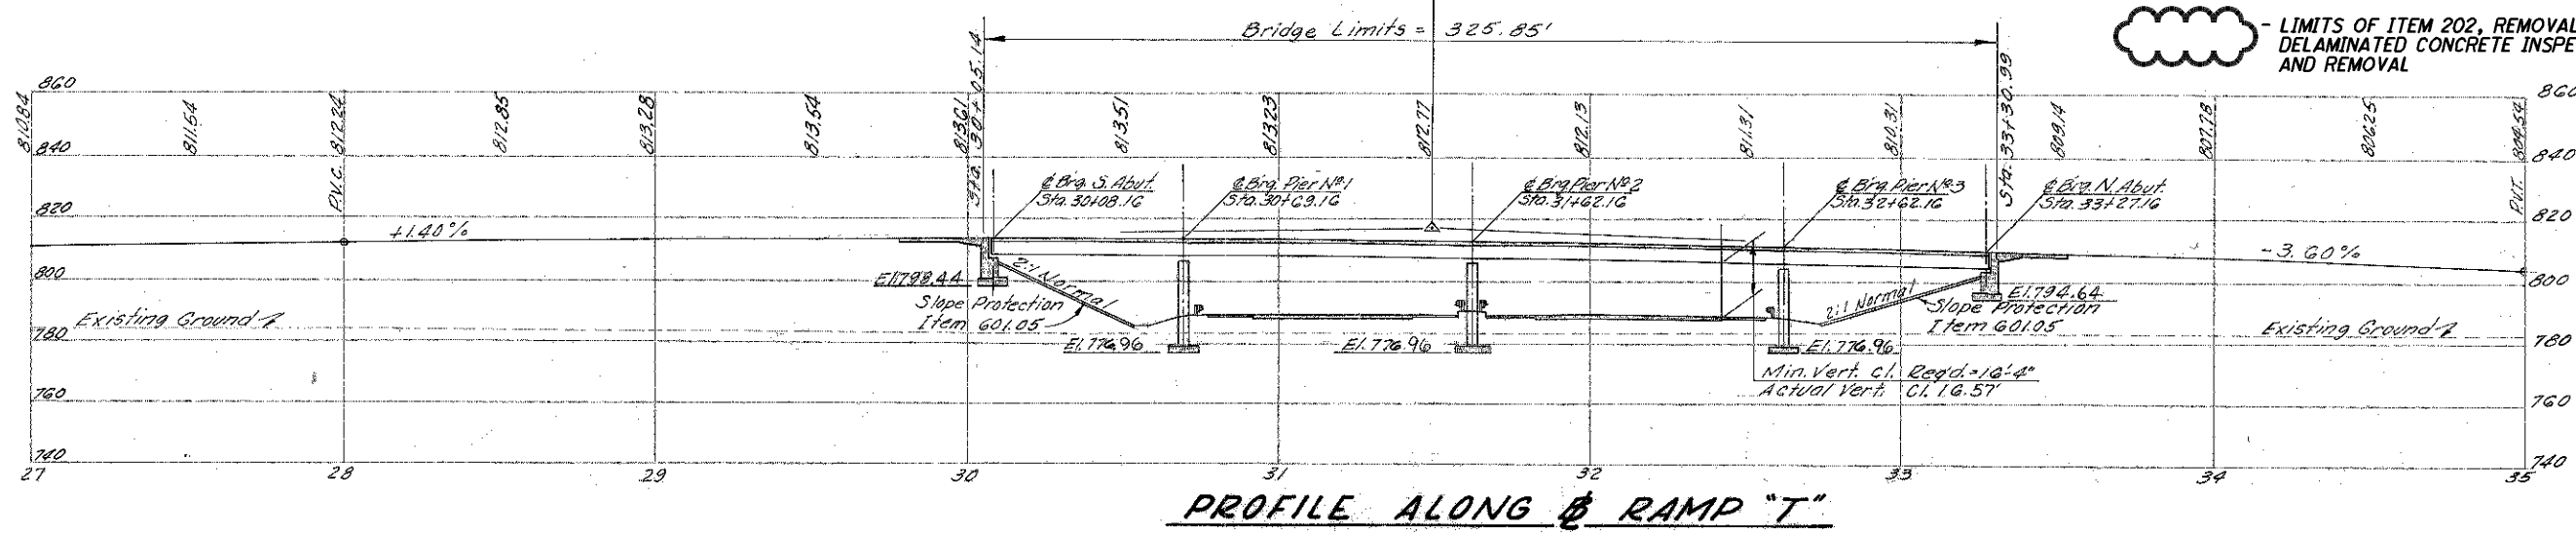 Bridge Limits = 325.85'
- LIMITS OF ITEM 202, REMOVAL
DELAMINATED CONCRETE INSPE
AND REMOVAL
Sta. 30+05.14
Sta. 33+30.99
860
860
810.84
811.54
812.24
812.85
813.28
813.54
813.61
813.51
813.23
812.77
812.13
811.31
810.31
809.14
807.78
806.25
804.54
P.V.C.
P.V.T.
840
840
℄ Brg. S. Abut.
Sta. 30+08.16
℄ Brg. Pier Nº1
Sta. 30+69.16
℄ Brg. Pier Nº2
Sta. 31+62.16
℄ Brg. Pier Nº3
Sta. 32+62.16
℄ Brg. N. Abut.
Sta. 33+27.16
820
820
+1.40%
-3.60%
800
800
El. 798.44
2:1 Normal
Slope Protection
Item 601.05
2:1 Normal
El. 794.64
Slope Protection
Item 601.05
Existing Ground
Existing Ground
780
780
El. 776.96
El. 776.96
El. 776.96
Min. Vert. Cl. Req'd. = 16'-4"
Actual Vert. Cl. 16.57'
760
760
740
740
27
28
29
30
31
32
33
34
35
PROFILE ALONG ℄ RAMP "T"